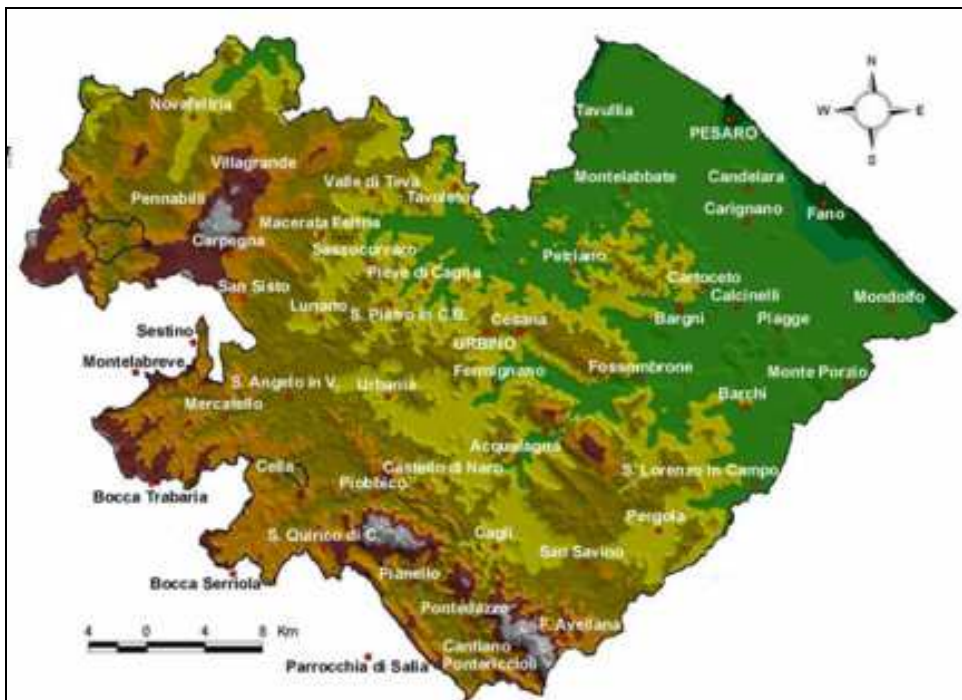 N
W E
S
Novafeltria
Tavullia
PESARO
Villagrande
Pennabili
Valle di Teva
Tavoleto
Montelabbate
Candelara
Carignano
Fano
Macerata Feltria
Carpegna
Sassocorvaro
Petriano
Pieve di Cagna
Cartoceto
San Sisto
Calcinelli
Mondolfo
Lunano
S. Pietro in C.B.
Cesana
Bargni
Piagge
Sestino
URBINO
Montelabreve
Fermignano
Fossombrone
Monte Porzio
S. Angelo in V.
Urbania
Barchi
Mercatello
Acqualagna
Cella
Castello di Naro
S. Lorenzo in Campo
Piobbico
Bocca Trabaria
Pergola
S. Quirico di C.
Cagli
San Savino
Bocca Serriola
Pianello
Pontedazzo
F. Avellana
4 0 4 8 Km
Cantiano
Parrocchia di Salia
Pontericcioli